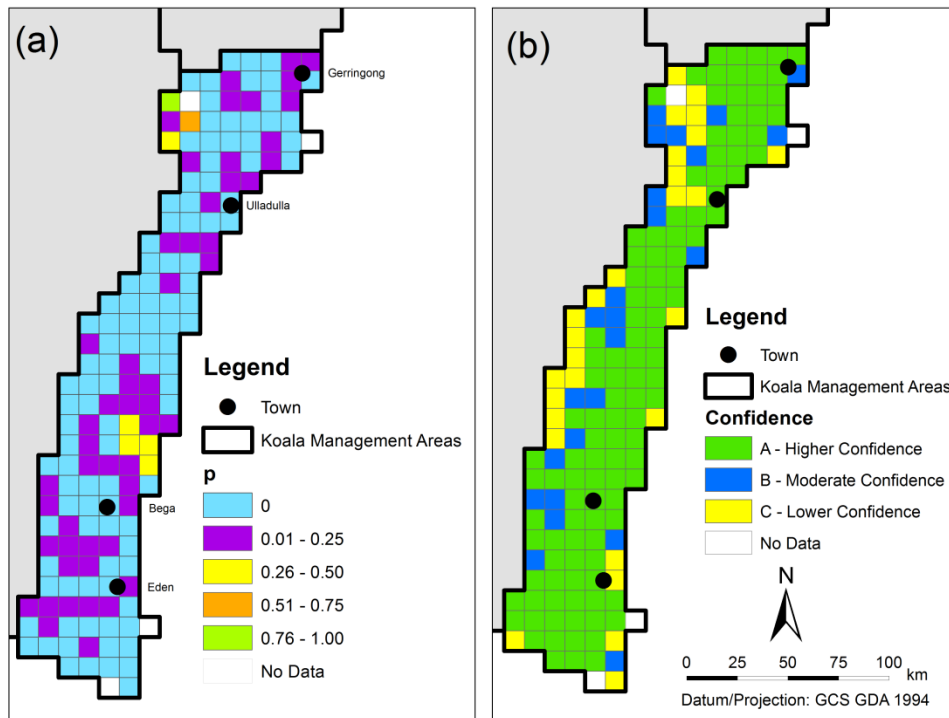 (a)
Gerringong
Ulladulla
Bega
Eden
Legend
Town
Koala Management Areas
p
0
0.01 - 0.25
0.26 - 0.50
0.51 - 0.75
0.76 - 1.00
No Data
(b)
Legend
Town
Koala Management Areas
Confidence
A - Higher Confidence
B - Moderate Confidence
C - Lower Confidence
No Data
N
0 25 50 75 100
km
Datum/Projection: GCS GDA 1994